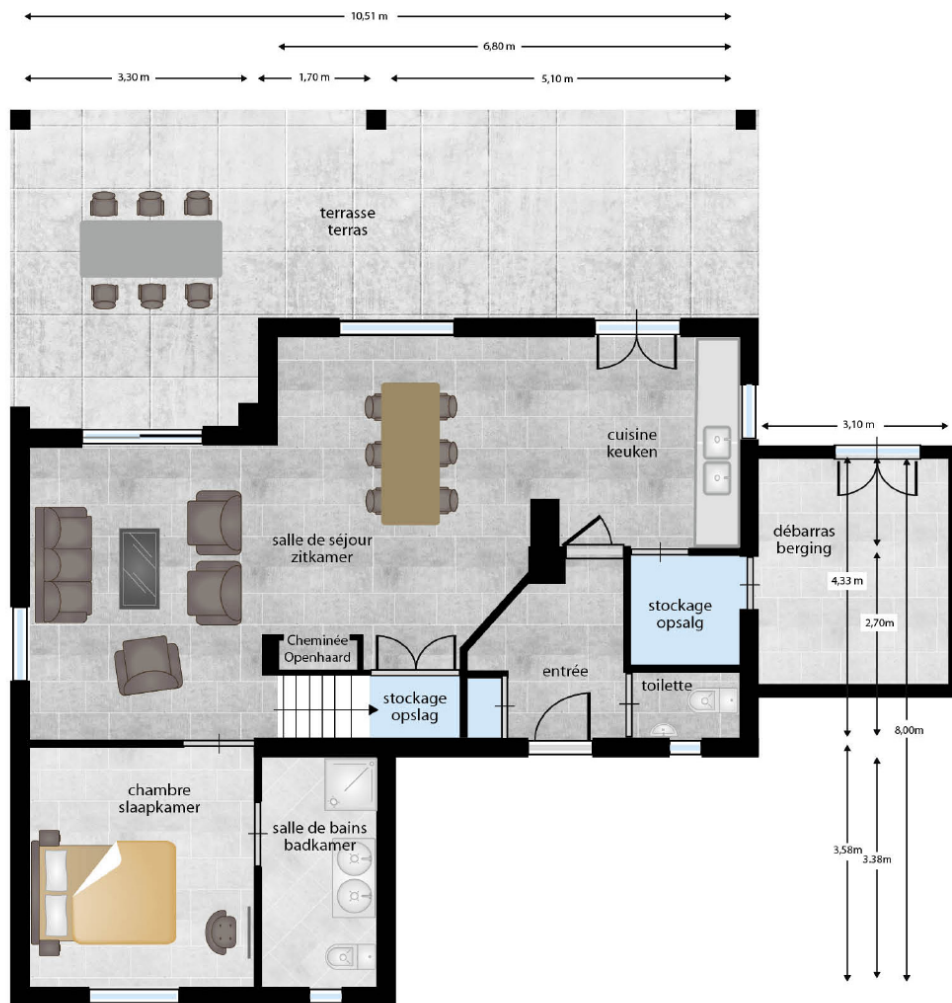 10,51 m
6,80 m
3,30 m
1,70 m
5,10 m
terrasse
terras
3,10 m
cuisine
keuken
débarras
berging
salle de séjour
zitkamer
4,33 m
stockage
opsalg
2,70m
Cheminée
Openhaard
entrée
toilette
stockage
opslag
8,00m
chambre
slaapkamer
salle de bains
badkamer
3,58m
3.38m